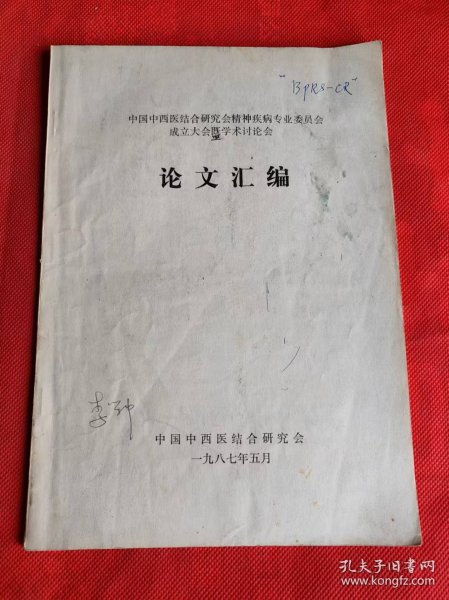 "BPRS-CR"
中国中西医结合研究会精神疾病专业委员会
成立大会暨学术讨论会
论文汇编
李
中国中西医结合研究会
一九八七年五月
孔夫子旧书网
www.kongfz.com